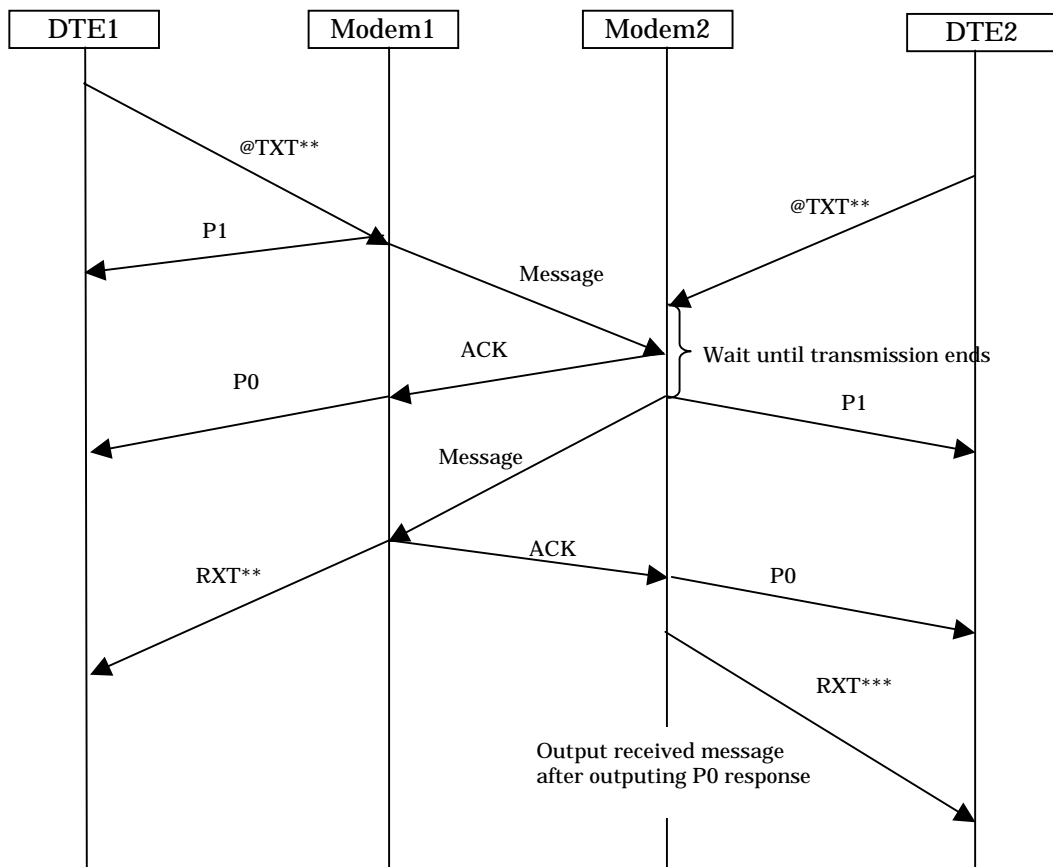 DTE1
Modem1
Modem2
DTE2
@TXT**
@TXT**
P1
Message
ACK
Wait until transmission ends
P0
P1
Message
ACK
RXT**
P0
RXT***
Output received message
after outputing P0 response